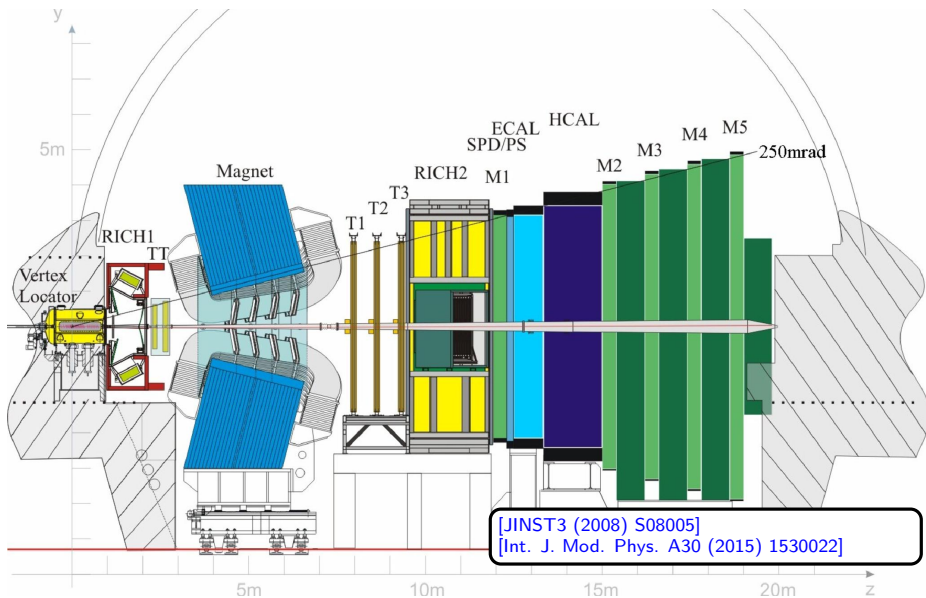 y
5m
Vertex
Locator
RICH1
TT
Magnet
T1
T2
T3
RICH2
M1
SPD/PS
ECAL
HCAL
M2
M3
M4
M5
250mrad
[JINST3 (2008) S08005]
[Int. J. Mod. Phys. A30 (2015) 1530022]
5m
10m
15m
20m
z